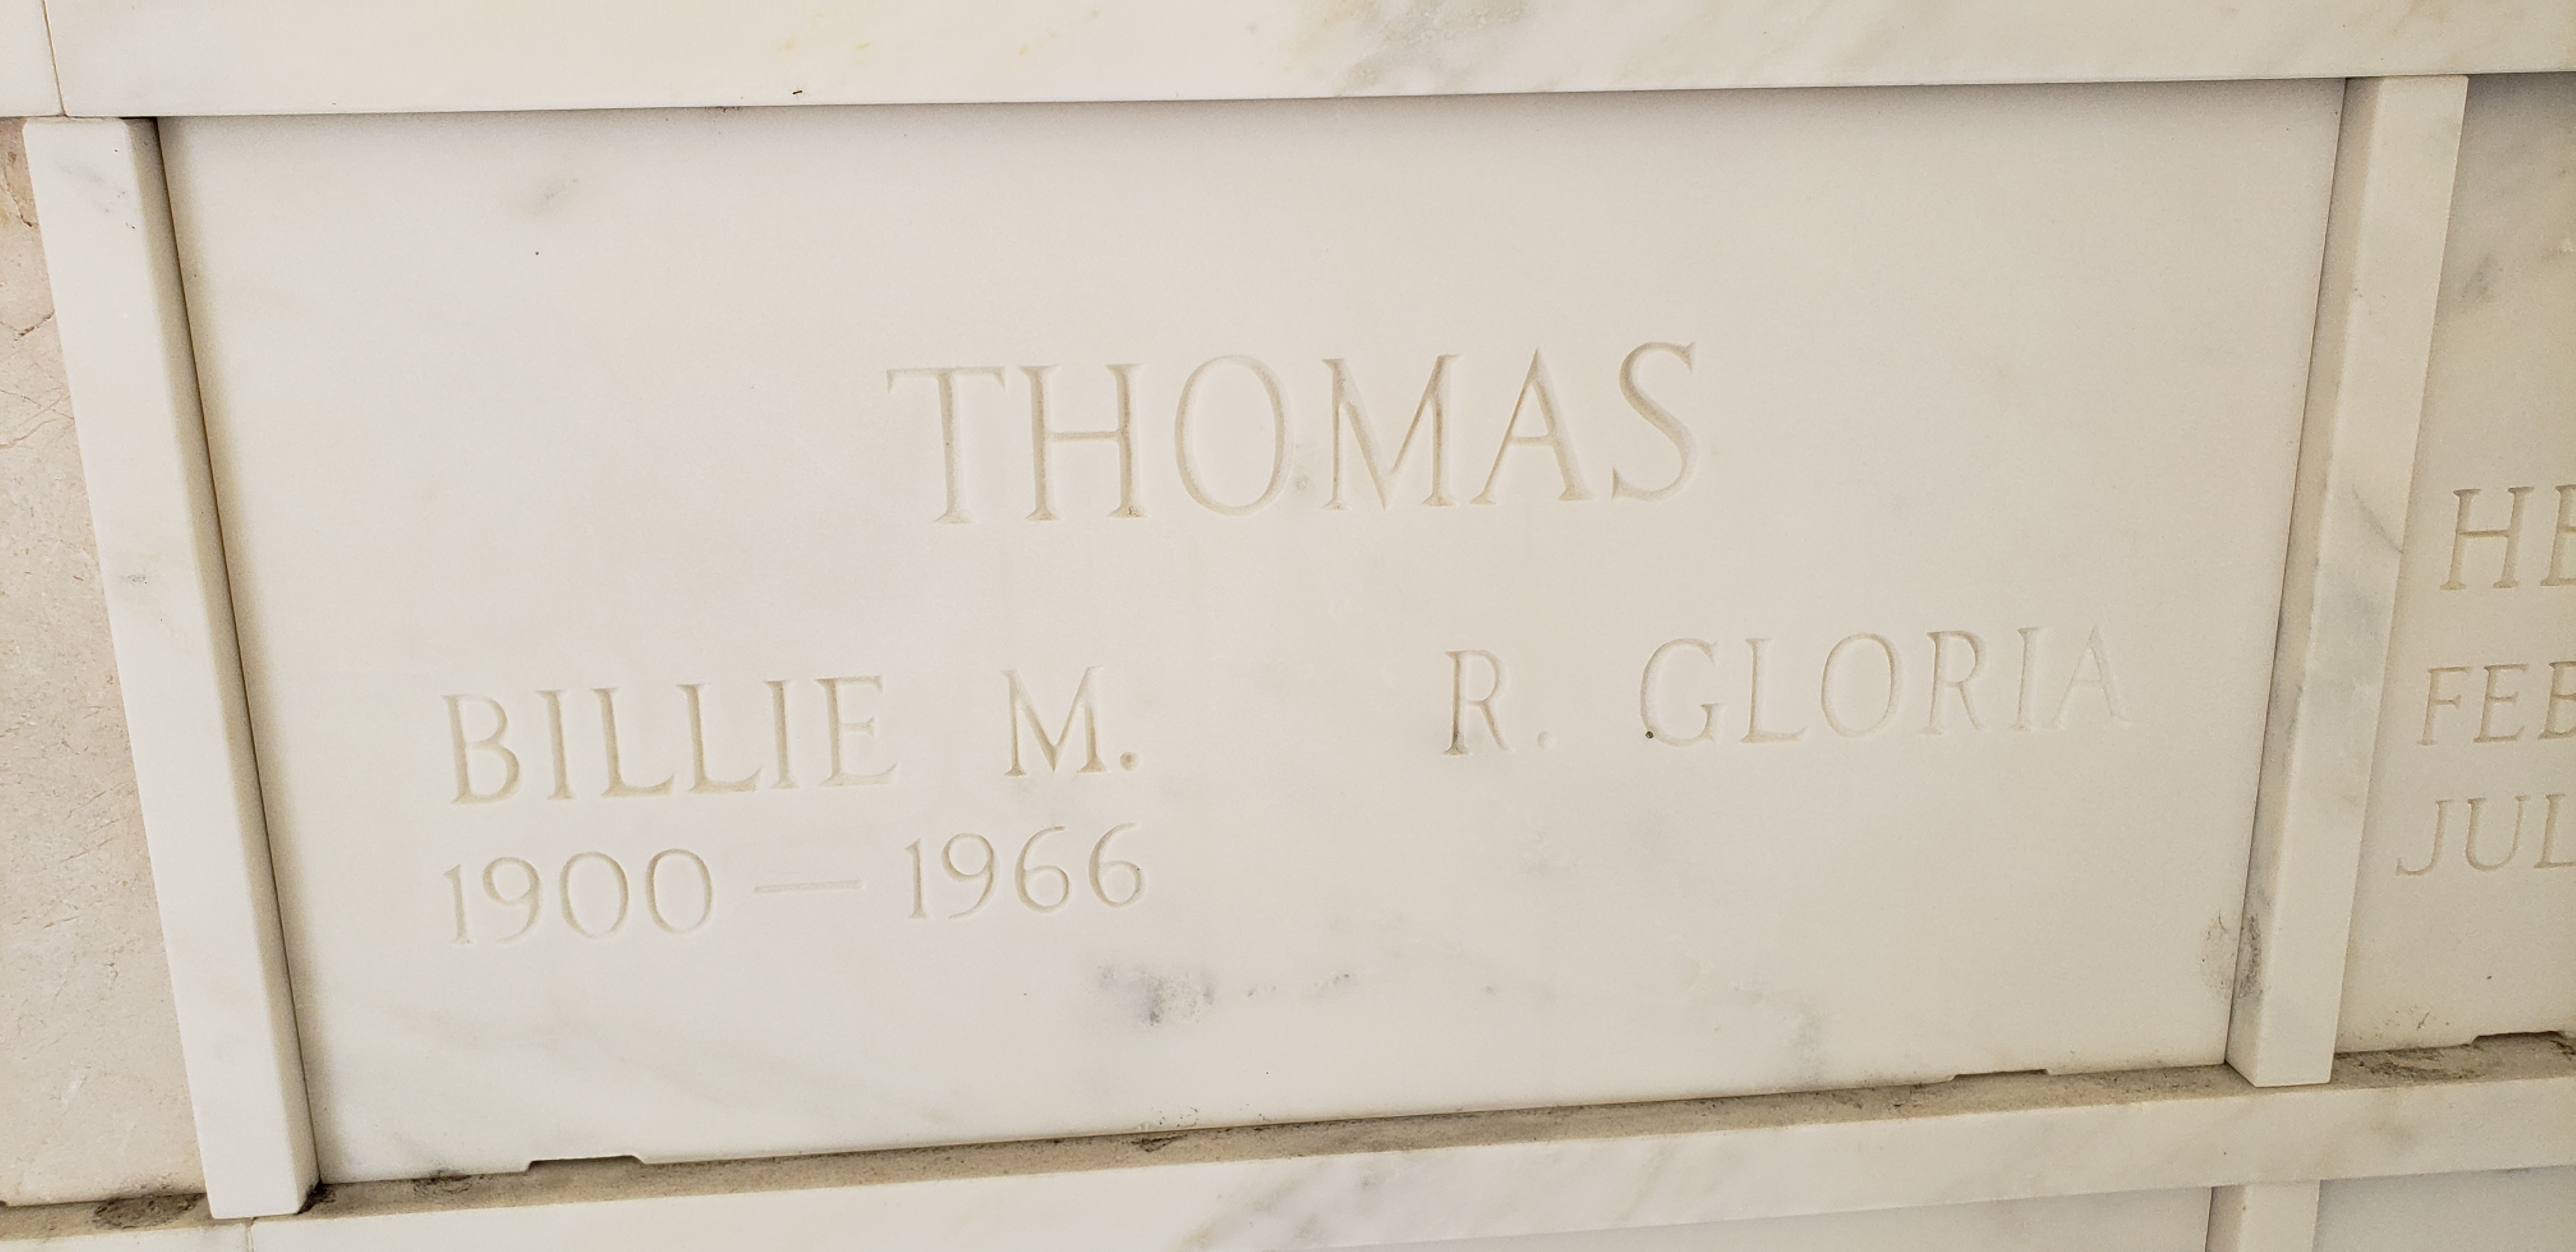 THOMAS
BILLIE M. R. GLORIA
1900 — 1966